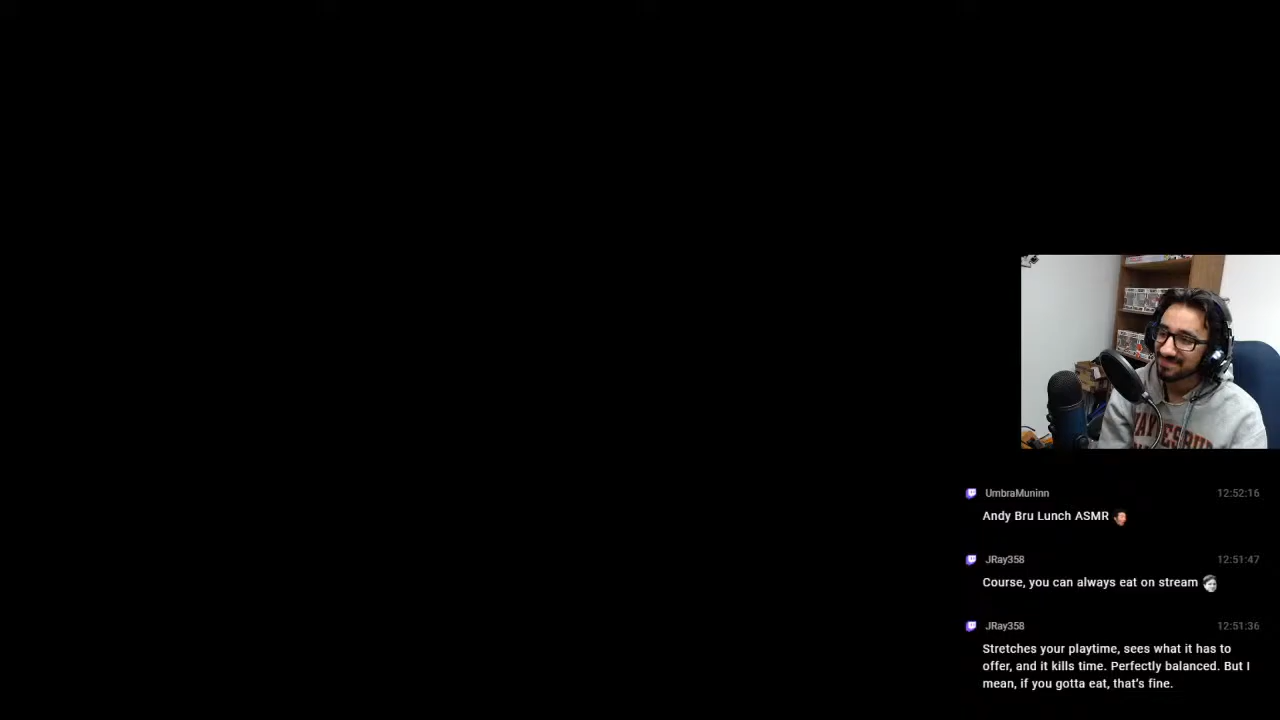 UmbraMuninn 12:52:16
Andy Bru Lunch ASMR
JRay358 12:51:47
Course, you can always eat on stream
JRay358 12:51:36
Stretches your playtime, sees what it has to
offer, and it kills time. Perfectly balanced. But I
mean, if you gotta eat, that's fine.